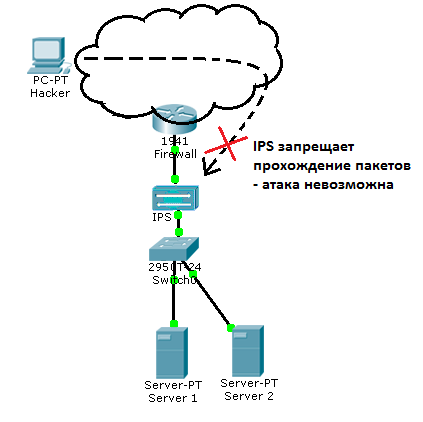 PC-PT
Hacker
1941
Firewall
IPS запрещает
прохождение пакетов
- атака невозможна
IPS
2950T-24
Switch0
Server-PT
Server 1
Server-PT
Server 2